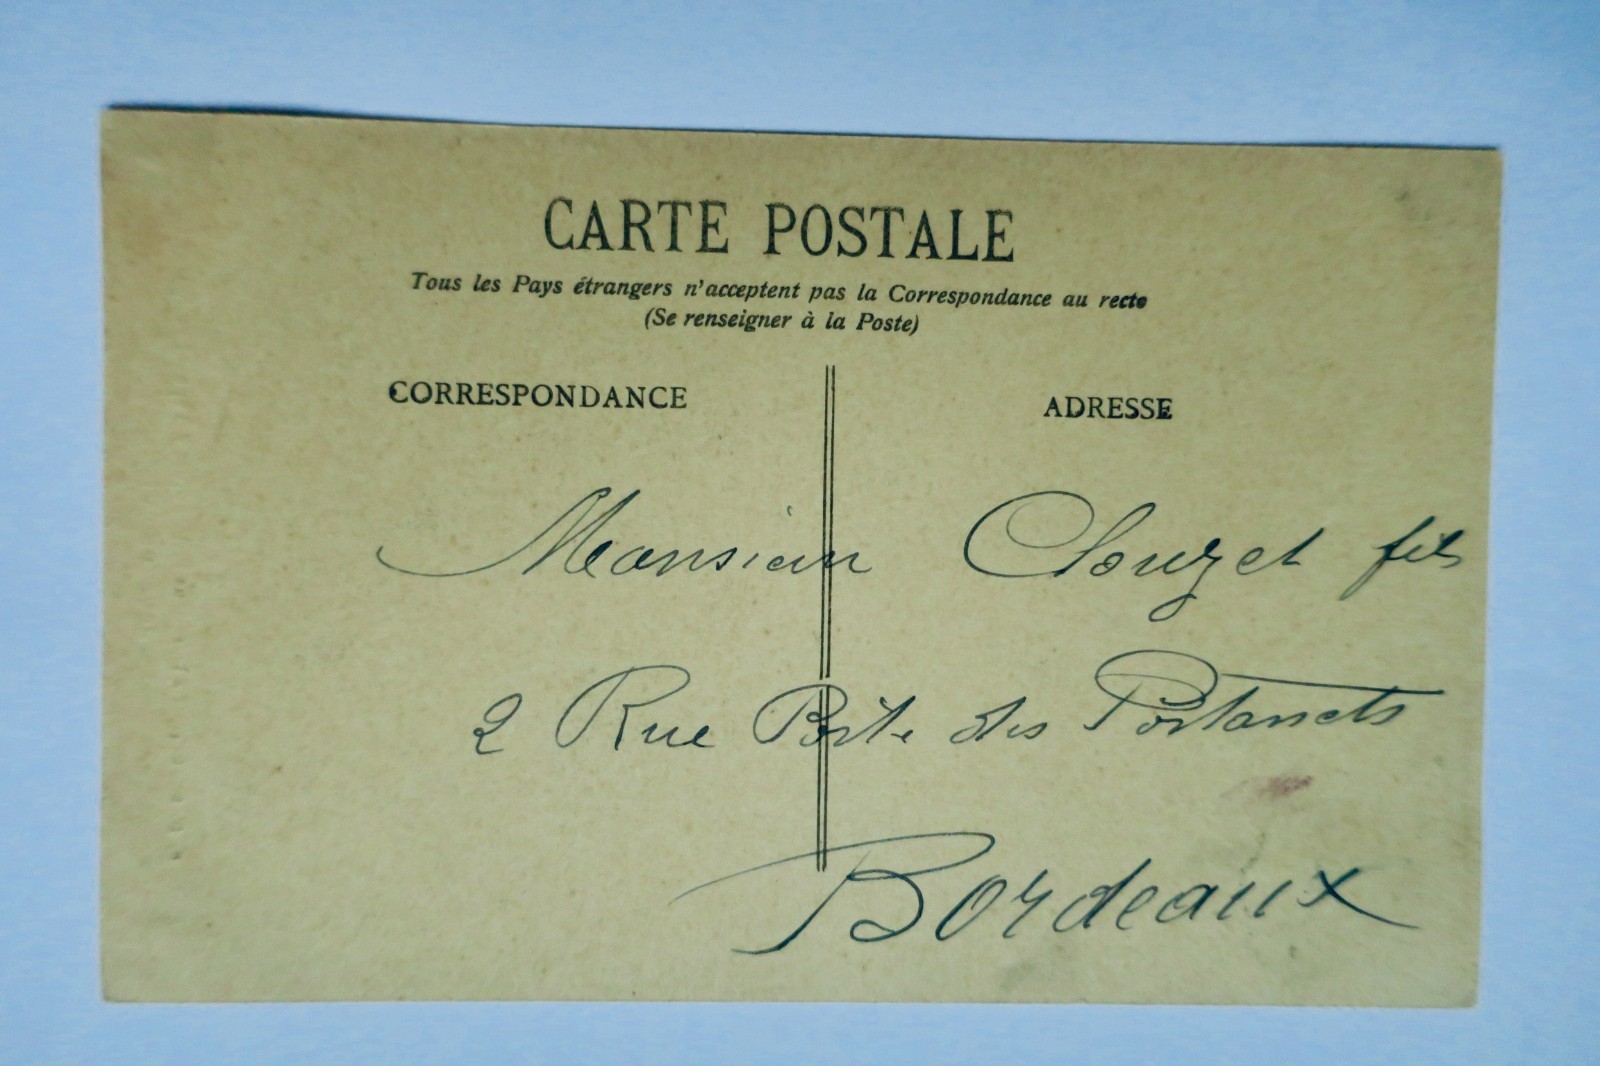 CARTE POSTALE
Tous les Pays étrangers n'acceptent pas la Correspondance au recto
(Se renseigner à la Poste)
CORRESPONDANCE
ADRESSE
Monsieur Clouzet fils
2 Rue Porte des Portanets
Bordeaux